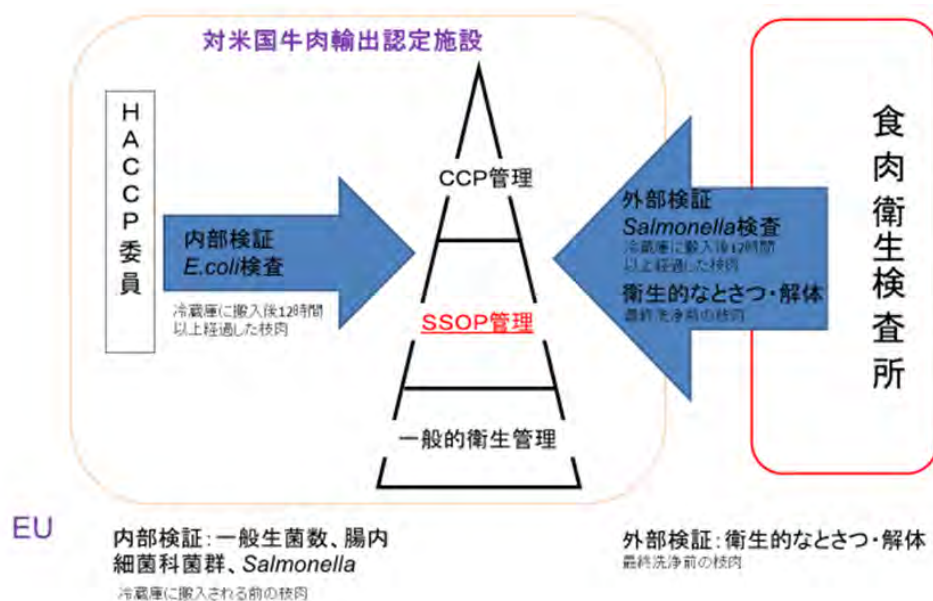 対米国牛肉輸出認定施設
HACCP委員
内部検証
E.coli検査
冷蔵庫に搬入後12時間
以上経過した枝肉
CCP管理
SSOP管理
一般的衛生管理
外部検証
Salmonella検査
冷蔵庫に搬入後12時間
以上経過した枝肉
衛生的なとさつ・解体
最終洗浄前の枝肉
食肉衛生検査所
EU
内部検証:一般生菌数、腸内
細菌科菌群、Salmonella
冷蔵庫に搬入される前の枝肉
外部検証:衛生的なとさつ・解体
最終洗浄前の枝肉